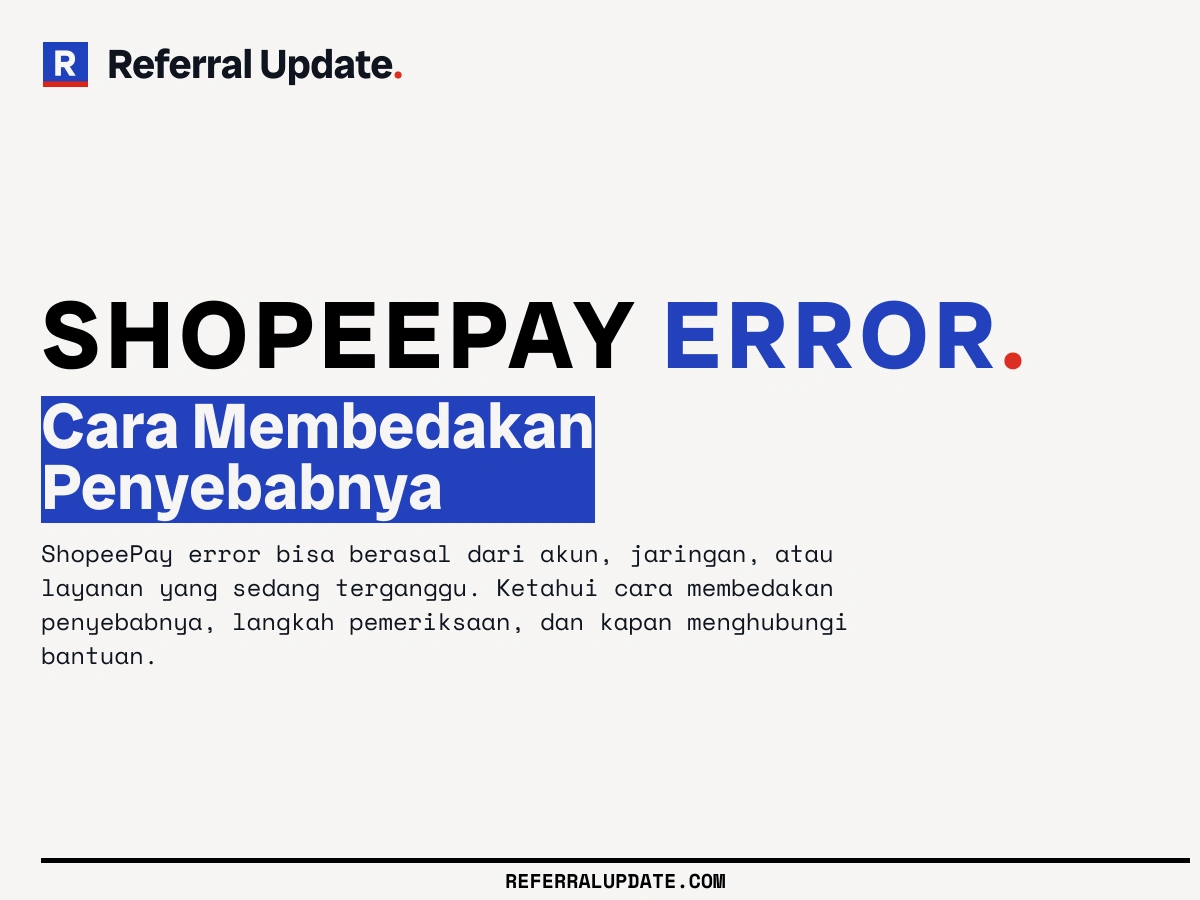 R Referral Update.
SHOPEEPAY ERROR.
Cara Membedakan
Penyebabnya
ShopeePay error bisa berasal dari akun, jaringan, atau
layanan yang sedang terganggu. Ketahui cara membedakan
penyebabnya, langkah pemeriksaan, dan kapan menghubungi
bantuan.
REFERRALUPDATE.COM